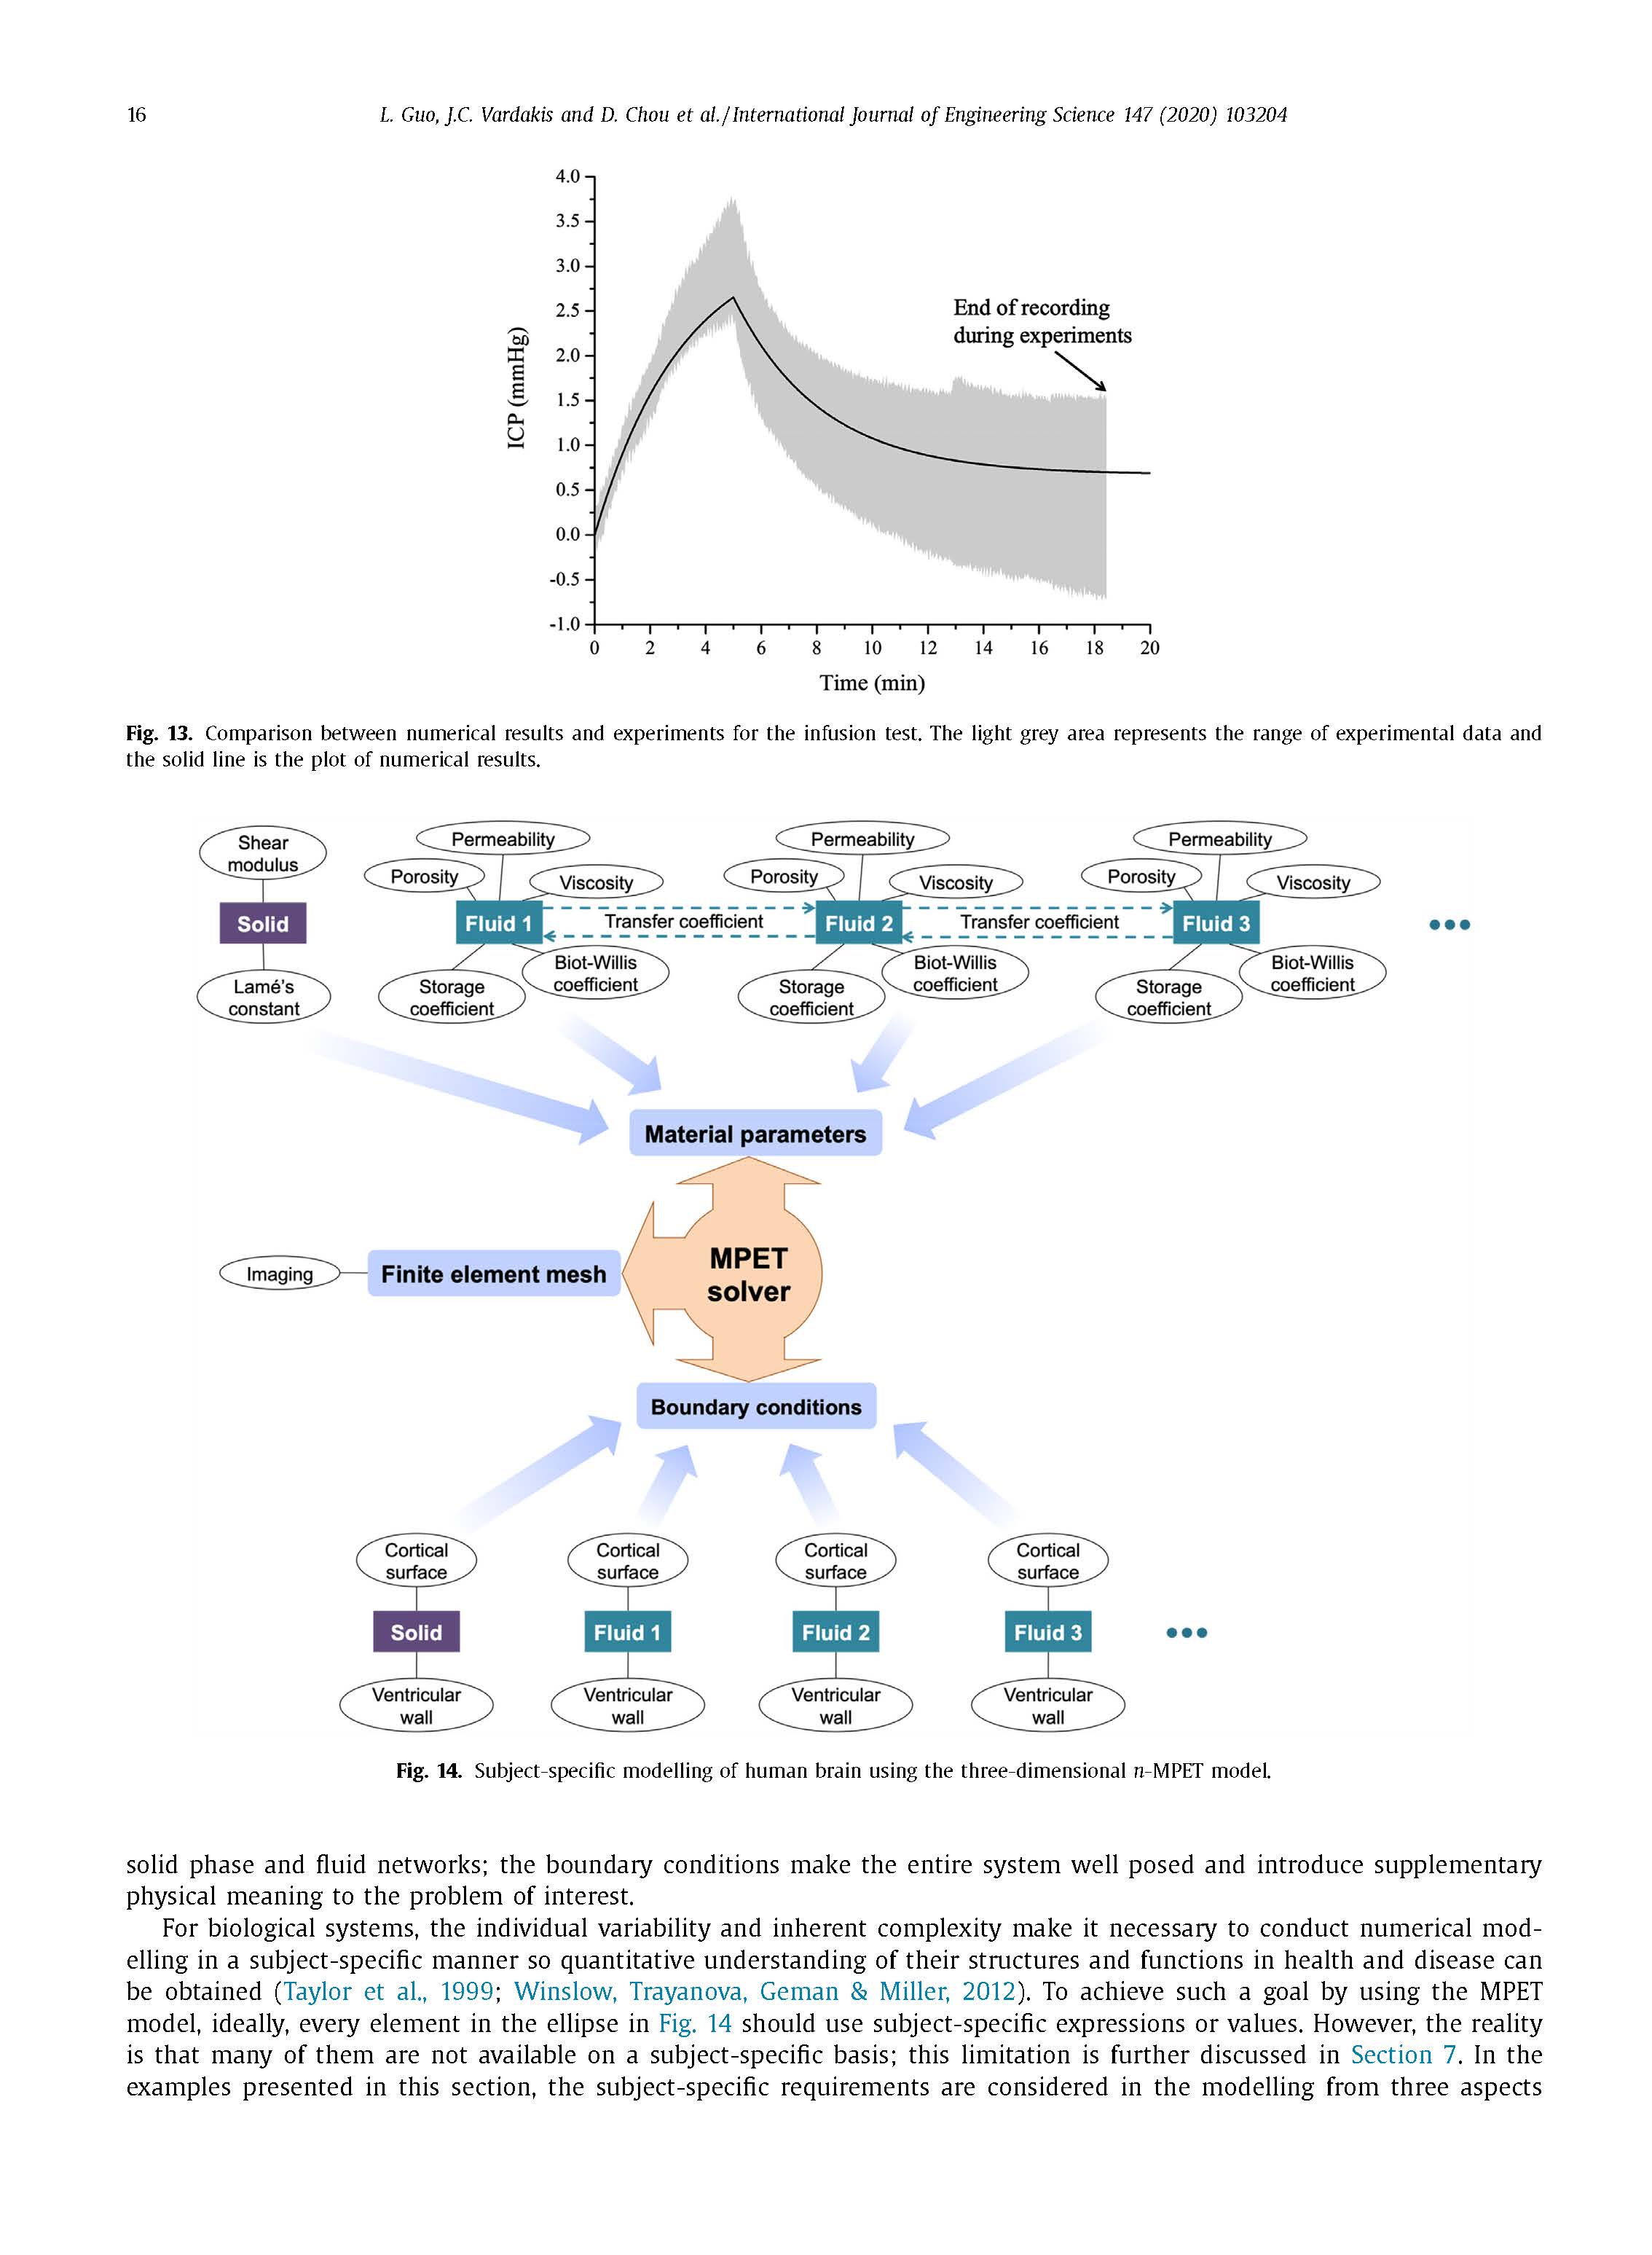 16
L. Guo, J.C. Vardakis and D. Chou et al. / International Journal of Engineering Science 147 (2020) 103204
4.0
3.5
3.0
2.5
2.0
1.5
1.0
0.5
0.0
-0.5
-1.0
ICP (mmHg)
End of recording
during experiments
0 2 4 6 8 10 12 14 16 18 20
Time (min)
Fig. 13. Comparison between numerical results and experiments for the infusion test. The light grey area represents the range of experimental data and
the solid line is the plot of numerical results.
Shear
modulus
Solid
Lamé's
constant
Permeability
Porosity
Viscosity
Fluid 1
Storage
coefficient
Biot-Willis
coefficient
Transfer coefficient
Permeability
Porosity
Viscosity
Fluid 2
Storage
coefficient
Biot-Willis
coefficient
Transfer coefficient
Permeability
Porosity
Viscosity
Fluid 3
Storage
coefficient
Biot-Willis
coefficient
Material parameters
Imaging
Finite element mesh
MPET
solver
Boundary conditions
Cortical
surface
Solid
Ventricular
wall
Cortical
surface
Fluid 1
Ventricular
wall
Cortical
surface
Fluid 2
Ventricular
wall
Cortical
surface
Fluid 3
Ventricular
wall
Fig. 14. Subject-specific modelling of human brain using the three-dimensional n-MPET model.
solid phase and fluid networks; the boundary conditions make the entire system well posed and introduce supplementary
physical meaning to the problem of interest.
For biological systems, the individual variability and inherent complexity make it necessary to conduct numerical mod-
elling in a subject-specific manner so quantitative understanding of their structures and functions in health and disease can
be obtained (Taylor et al., 1999; Winslow, Trayanova, Geman & Miller, 2012). To achieve such a goal by using the MPET
model, ideally, every element in the ellipse in Fig. 14 should use subject-specific expressions or values. However, the reality
is that many of them are not available on a subject-specific basis; this limitation is further discussed in Section 7. In the
examples presented in this section, the subject-specific requirements are considered in the modelling from three aspects